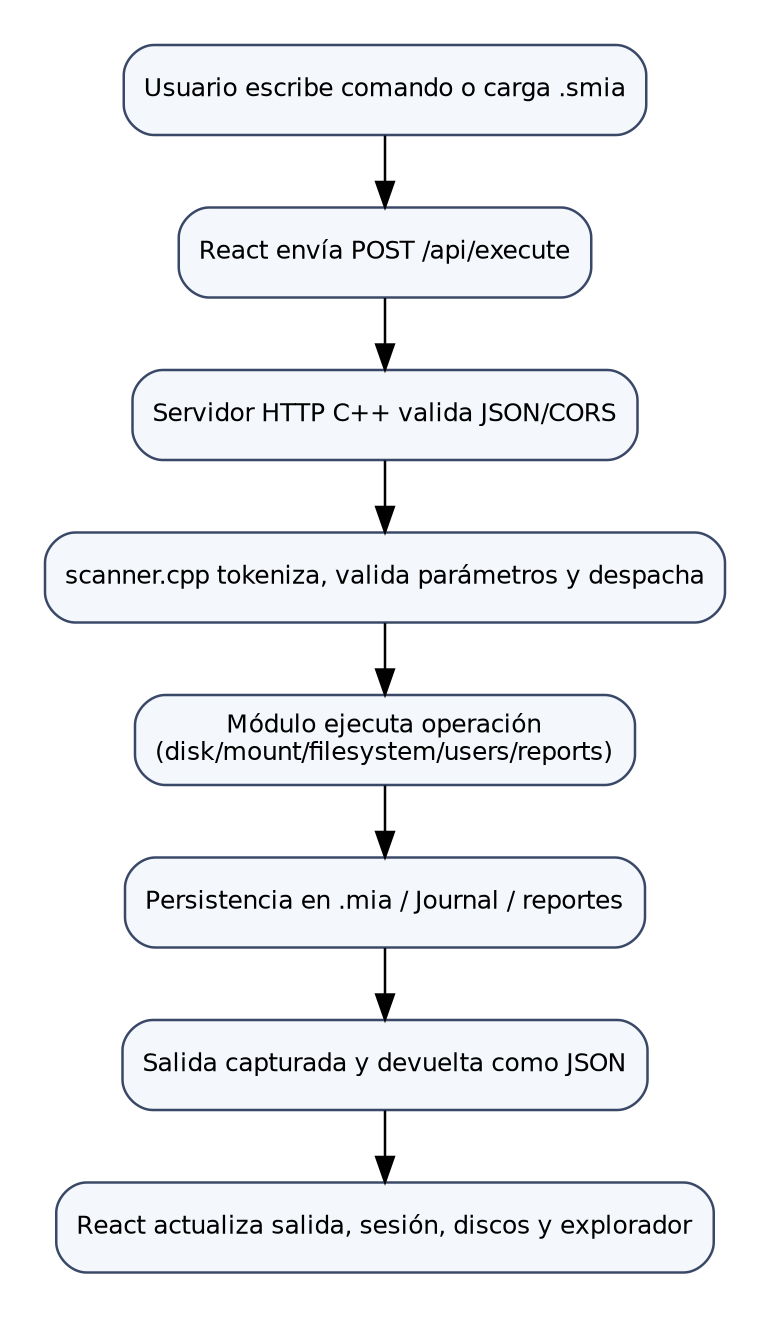 Usuario escribe comando o carga .smia
React envía POST /api/execute
Servidor HTTP C++ valida JSON/CORS
scanner.cpp tokeniza, valida parámetros y despacha
Módulo ejecuta operación
(disk/mount/filesystem/users/reports)
Persistencia en .mia / Journal / reportes
Salida capturada y devuelta como JSON
React actualiza salida, sesión, discos y explorador